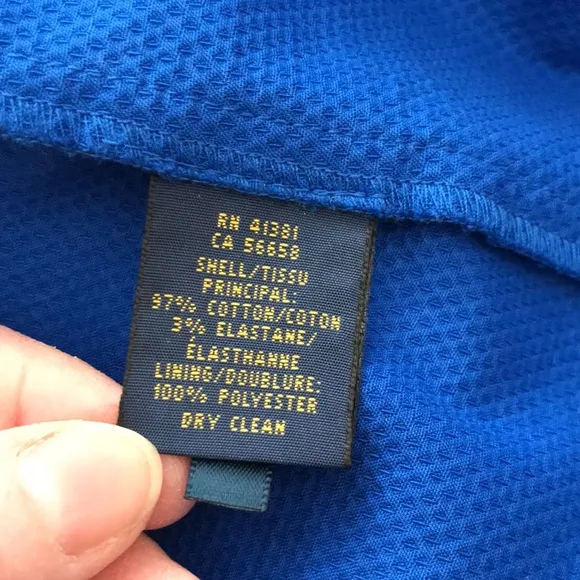 RN 41381
CA 56658
SHELL/TISSU
PRINCIPAL:
97% COTTON/COTON
3% ELASTANE/
ÉLASTHANNE
LINING/DOUBLURE:
100% POLYESTER
DRY CLEAN